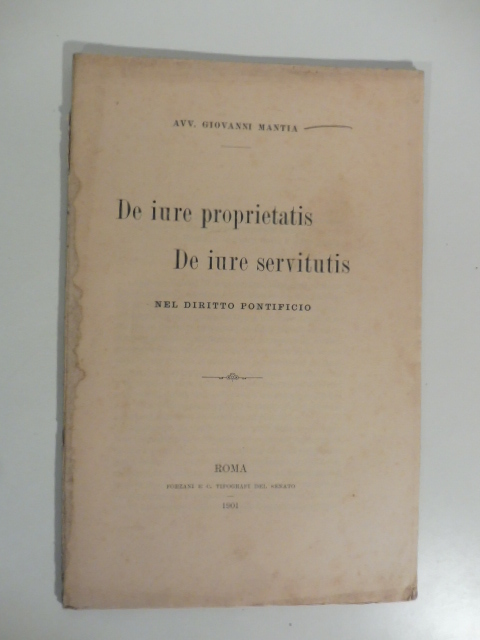 AVV. GIOVANNI MANTIA
De iure proprietatis
De iure servitutis
NEL DIRITTO PONTIFICIO
ROMA
FORZANI E C. TIPOGRAFI DEL SENATO
1901